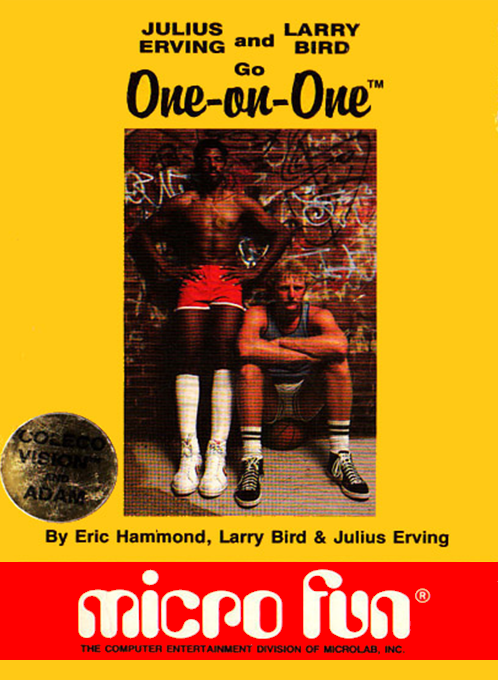 JULIUS ERVING and LARRY BIRD
Go
One-on-One™
COLECO
VISION™
AND
ADAM
By Eric Hammond, Larry Bird & Julius Erving
micro fun®
THE COMPUTER ENTERTAINMENT DIVISION OF MICROLAB, INC.